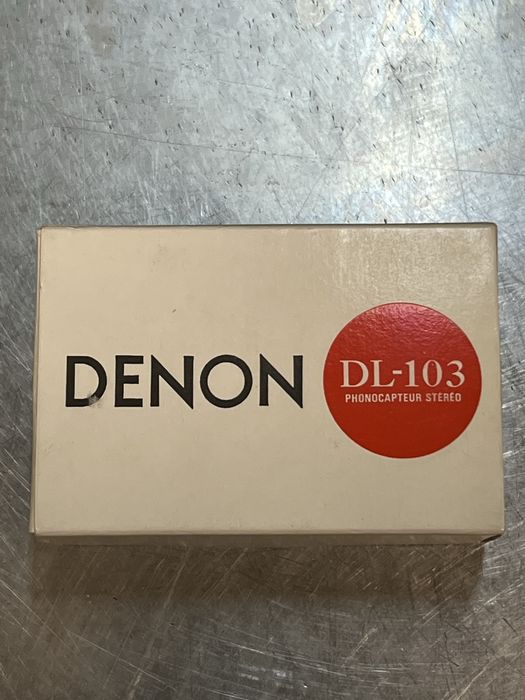 DENON
DL-103
PHONOCAPTEUR STÉRÉO